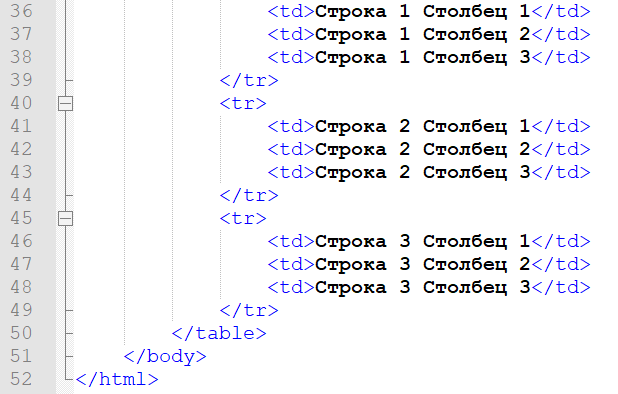 36 <td>Строка 1 Столбец 1</td>
37 <td>Строка 1 Столбец 2</td>
38 <td>Строка 1 Столбец 3</td>
39 </tr>
40 <tr>
41 <td>Строка 2 Столбец 1</td>
42 <td>Строка 2 Столбец 2</td>
43 <td>Строка 2 Столбец 3</td>
44 </tr>
45 <tr>
46 <td>Строка 3 Столбец 1</td>
47 <td>Строка 3 Столбец 2</td>
48 <td>Строка 3 Столбец 3</td>
49 </tr>
50 </table>
51 </body>
52 </html>